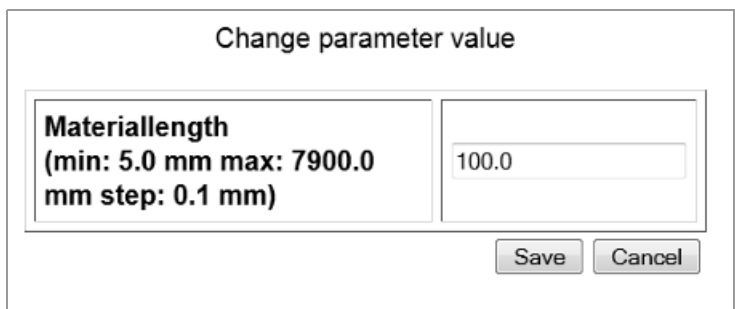 Change parameter value
Materiallength
(min: 5.0 mm max: 7900.0
mm step: 0.1 mm)
100.0
Save Cancel